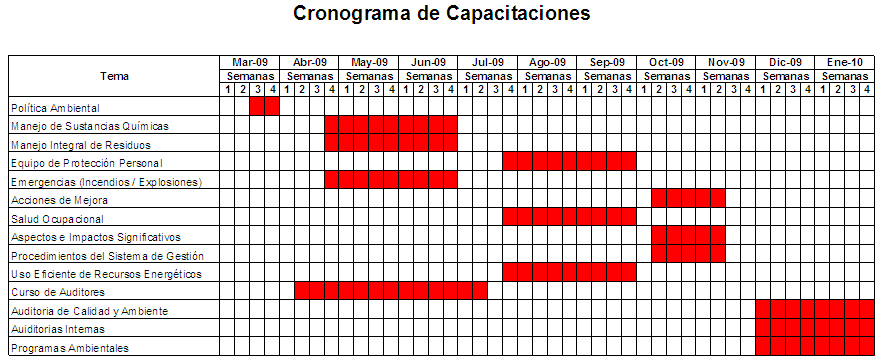 Cronograma de Capacitaciones
Tema
Mar-09 Abr-09 May-09 Jun-09 Jul-09 Ago-09 Sep-09 Oct-09 Nov-09 Dic-09 Ene-10
Semanas Semanas Semanas Semanas Semanas Semanas Semanas Semanas Semanas Semanas Semanas
1 2 3 4 1 2 3 4 1 2 3 4 1 2 3 4 1 2 3 4 1 2 3 4 1 2 3 4 1 2 3 4 1 2 3 4 1 2 3 4 1 2 3 4
Política Ambiental
Manejo de Sustancias Químicas
Manejo Integral de Residuos
Equipo de Protección Personal
Emergencias (Incendios / Explosiones)
Acciones de Mejora
Salud Ocupacional
Aspectos e Impactos Significativos
Procedimientos del Sistema de Gestión
Uso Eficiente de Recursos Energéticos
Curso de Auditores
Auditoria de Calidad y Ambiente
Auiditorias Internas
Programas Ambientales